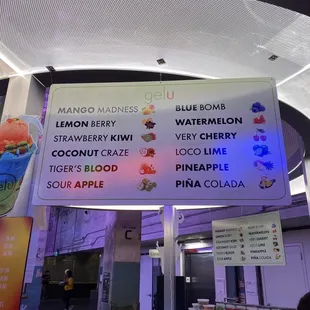 gelu
MANGO MADNESS
LEMON BERRY
STRAWBERRY KIWI
COCONUT CRAZE
TIGER'S BLOOD
SOUR APPLE
BLUE BOMB
WATERMELON
VERY CHERRY
LOCO LIME
PINEAPPLE
PIÑA COLADA
C